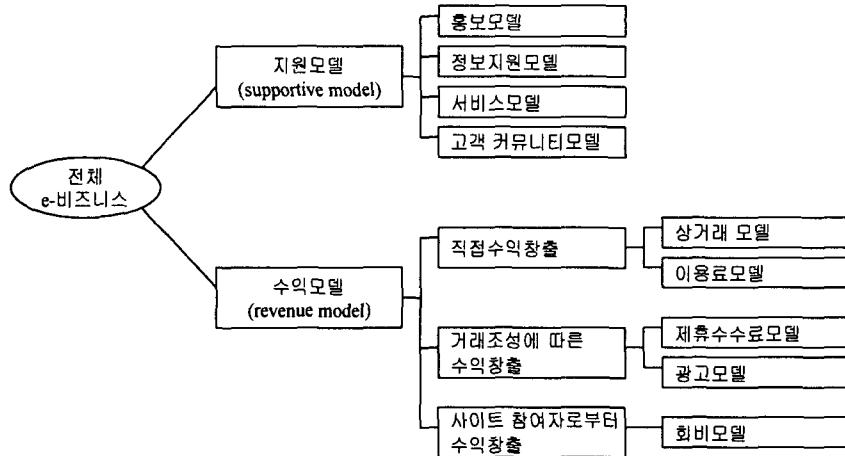 홍보모델
지원모델
(supportive model)
정보지원모델
서비스모델
고객 커뮤니티모델
전체
e-비즈니스
수익모델
(revenue model)
직접수익창출
상거래 모델
이용료모델
거래조성에 따른
수익창출
제휴수수료모델
광고모델
사이트 참여자로부터
수익창출
회비모델